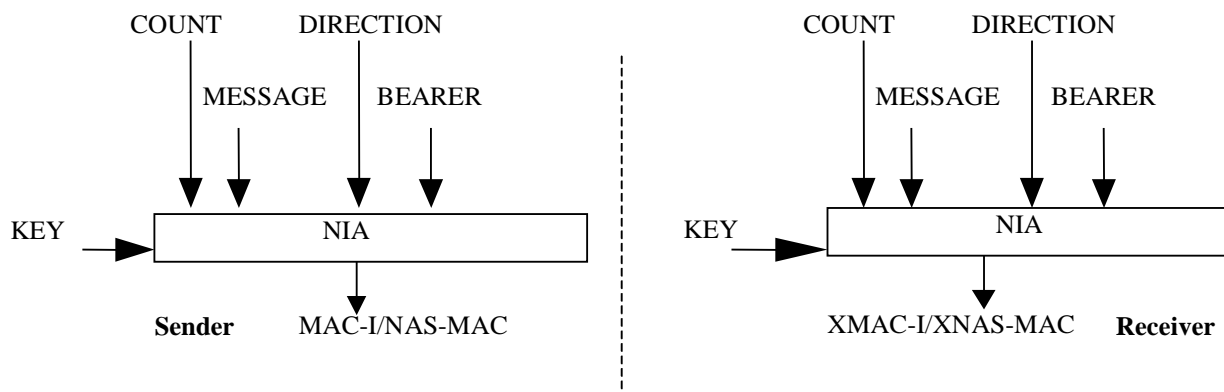 COUNT DIRECTION
MESSAGE BEARER
KEY NIA
Sender MAC-I/NAS-MAC
COUNT DIRECTION
MESSAGE BEARER
KEY NIA
XMAC-I/XNAS-MAC Receiver